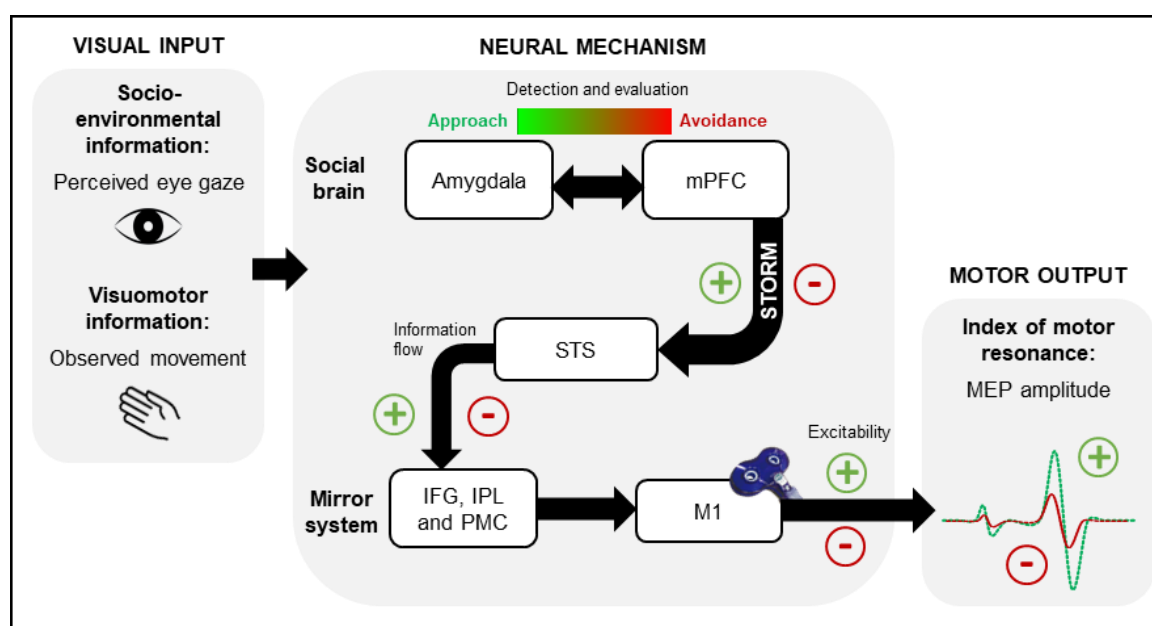 VISUAL INPUT
Socio-
environmental
information:
Perceived eye gaze
Visuomotor
information:
Observed movement
NEURAL MECHANISM
Detection and evaluation
Approach
Avoidance
Social
brain
Amygdala
mPFC
STORM
+
-
Information
flow
STS
+
-
Mirror
system
IFG, IPL
and PMC
M1
Excitability
+
-
MOTOR OUTPUT
Index of motor
resonance:
MEP amplitude
+
-